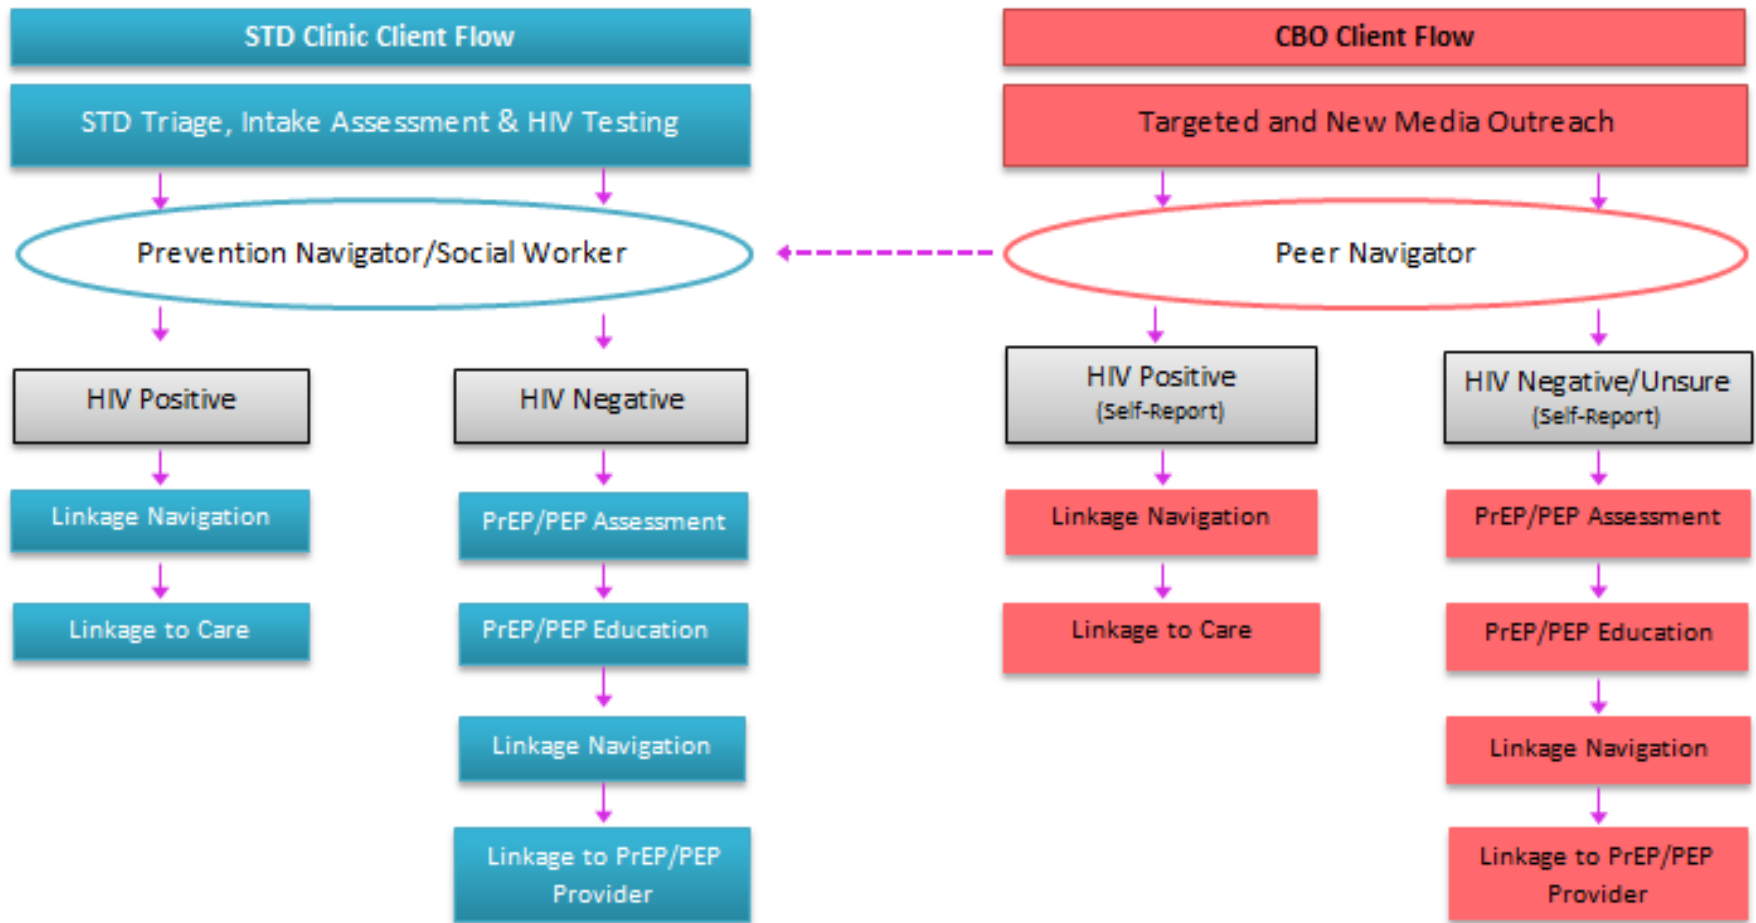 STD Clinic Client Flow
STD Triage, Intake Assessment & HIV Testing
Prevention Navigator/Social Worker
HIV Positive
Linkage Navigation
Linkage to Care
HIV Negative
PrEP/PEP Assessment
PrEP/PEP Education
Linkage Navigation
Linkage to PrEP/PEP
Provider
CBO Client Flow
Targeted and New Media Outreach
Peer Navigator
HIV Positive
(Self-Report)
Linkage Navigation
Linkage to Care
HIV Negative/Unsure
(Self-Report)
PrEP/PEP Assessment
PrEP/PEP Education
Linkage Navigation
Linkage to PrEP/PEP
Provider